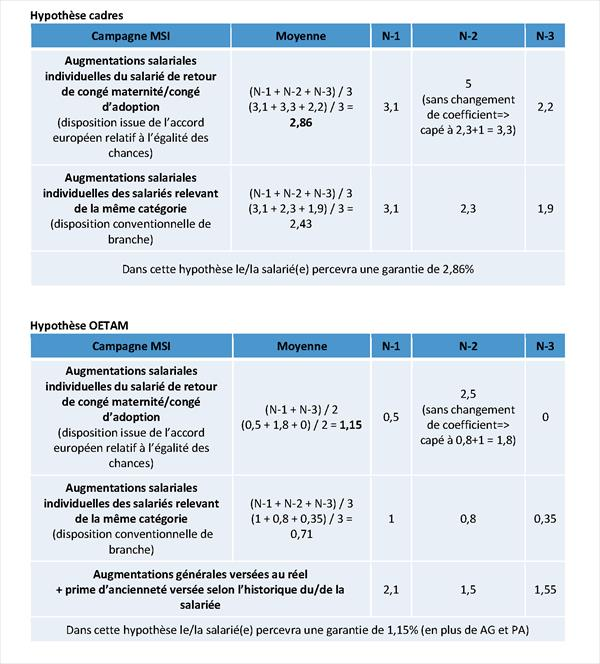 Hypothèse cadres
Campagne MSI
Moyenne
N-1
N-2
N-3
Augmentations salariales
individuelles du salarié de retour
de congé maternité/congé
d'adoption
(disposition issue de l'accord
européen relatif à l'égalité des
chances)
(N-1 + N-2 + N-3) / 3
(3,1 + 3,3 + 2,2) / 3 =
2,86
3,1
5
(sans changement
de coefficient=>
capé à 2,3+1 = 3,3)
2,2
Augmentations salariales
individuelles des salariés relevant
de la même catégorie
(disposition conventionnelle de
branche)
(N-1 + N-2 + N-3) / 3
(3,1 + 2,3 + 1,9) / 3 =
2,43
3,1
2,3
1,9
Dans cette hypothèse le/la salarié(e) percevra une garantie de 2,86%
Hypothèse OETAM
Campagne MSI
Moyenne
N-1
N-2
N-3
Augmentations salariales
individuelles du salarié de retour
de congé maternité/congé
d'adoption
(disposition issue de l'accord
européen relatif à l'égalité des
chances)
(N-1 + N-3) / 2
(0,5 + 1,8 + 0) / 2 = 1,15
0,5
2,5
(sans changement
de coefficient=>
capé à 0,8+1 = 1,8)
0
Augmentations salariales
individuelles des salariés relevant
de la même catégorie
(disposition conventionnelle de
branche)
(N-1 + N-2 + N-3) / 3
(1 + 0,8 + 0,35) / 3 =
0,71
1
0,8
0,35
Augmentations générales versées au réel
+ prime d'ancienneté versée selon l'historique du/de la
salariée
2,1
1,5
1,55
Dans cette hypothèse le/la salarié(e) percevra une garantie de 1,15% (en plus de AG et PA)